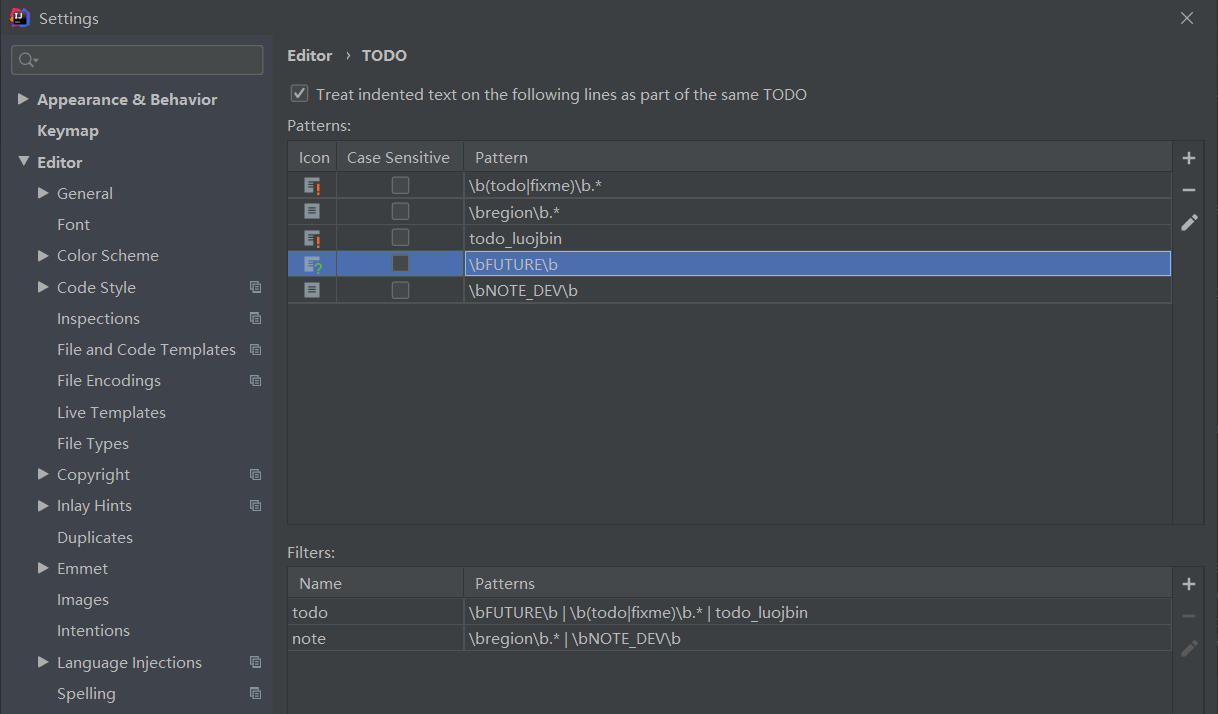 Settings
Appearance & Behavior
Keymap
Editor
General
Font
Color Scheme
Code Style
Inspections
File and Code Templates
File Encodings
Live Templates
File Types
Copyright
Inlay Hints
Duplicates
Emmet
Images
Intentions
Language Injections
Spelling
Editor › TODO
Treat indented text on the following lines as part of the same TODO
Patterns:
Icon Case Sensitive Pattern
\b(todo|fixme)\b.*
\bregion\b.*
todo_luojbin
\bFUTURE\b
\bNOTE_DEV\b
Filters:
Name Patterns
todo \bFUTURE\b | \b(todo|fixme)\b.* | todo_luojbin
note \bregion\b.* | \bNOTE_DEV\b